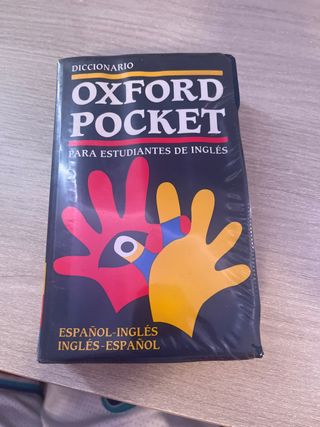 DICCIONARIO
OXFORD
POCKET
PARA ESTUDIANTES DE INGLÉS
ESPAÑOL-INGLÉS
INGLÉS-ESPAÑOL